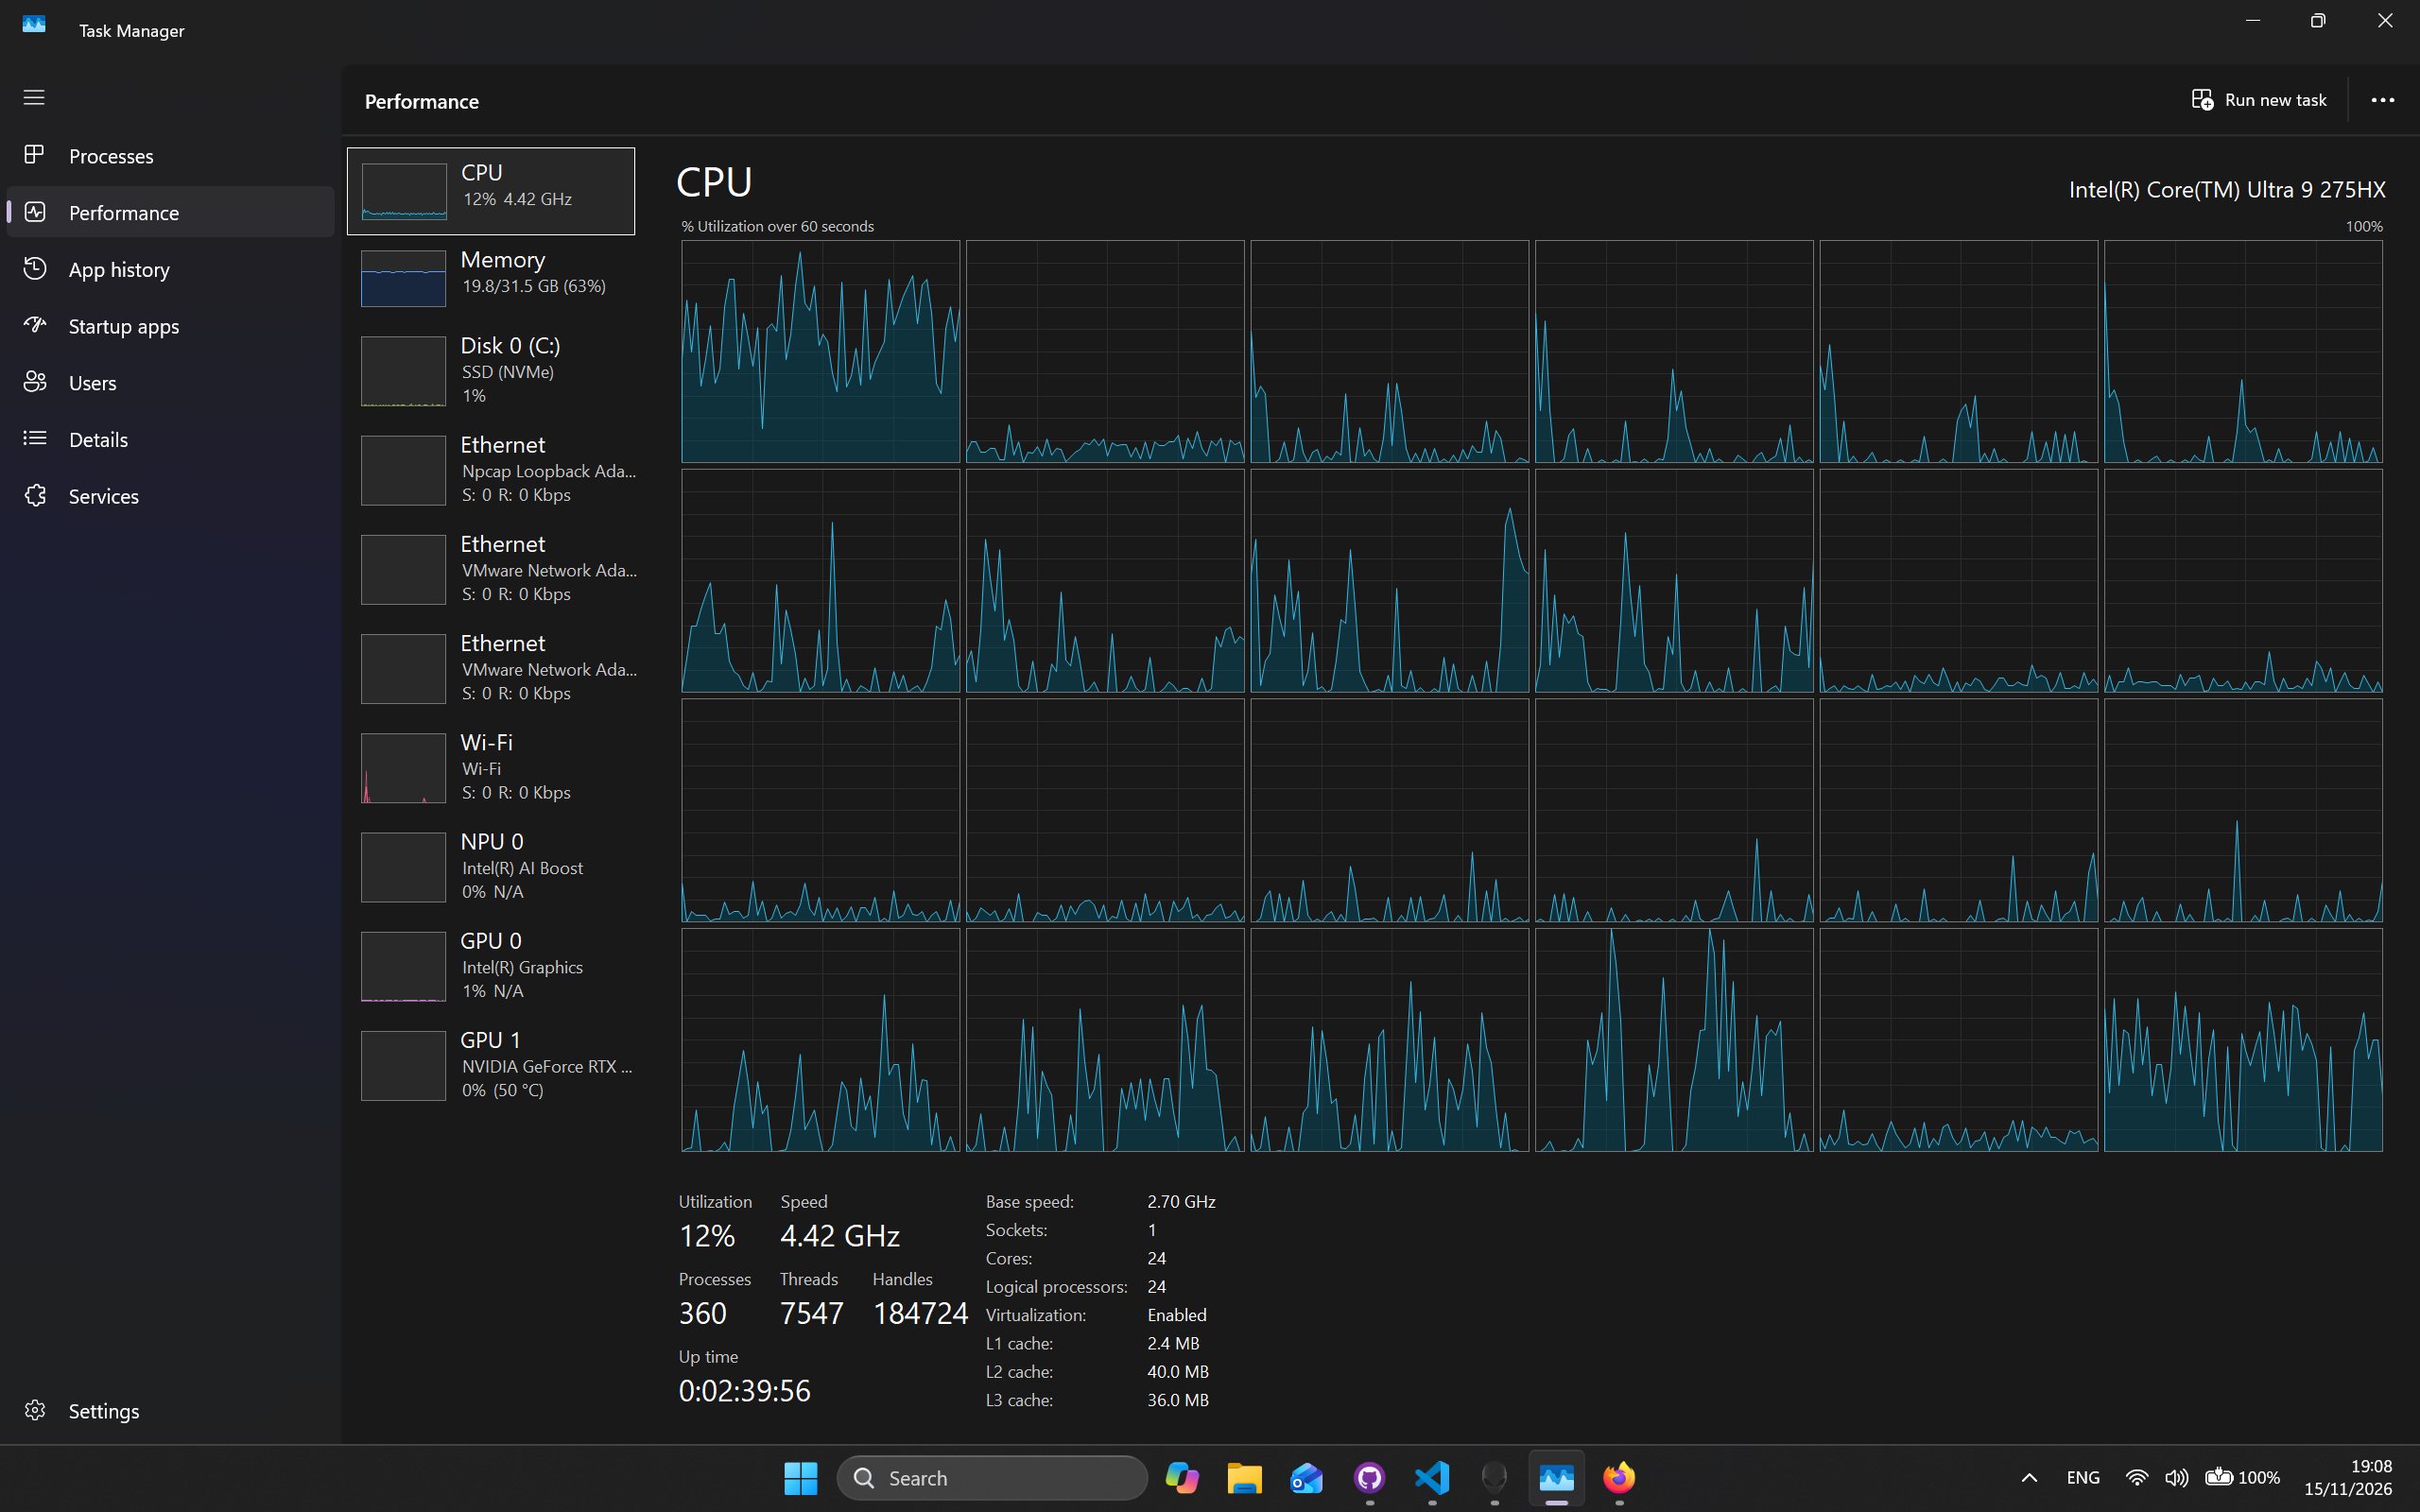 Task Manager
Performance
Run new task
Processes
Performance
App history
Startup apps
Users
Details
Services
Settings
CPU
12% 4.42 GHz
Memory
19.8/31.5 GB (63%)
Disk 0 (C:)
SSD (NVMe)
1%
Ethernet
Npcap Loopback Ada...
S: 0 R: 0 Kbps
Ethernet
VMware Network Ada...
S: 0 R: 0 Kbps
Ethernet
VMware Network Ada...
S: 0 R: 0 Kbps
Wi-Fi
Wi-Fi
S: 0 R: 0 Kbps
NPU 0
Intel(R) AI Boost
0% N/A
GPU 0
Intel(R) Graphics
1% N/A
GPU 1
NVIDIA GeForce RTX ...
0% (50 °C)
CPU
Intel(R) Core(TM) Ultra 9 275HX
% Utilization over 60 seconds
100%
Utilization Speed
12% 4.42 GHz
Processes Threads Handles
360 7547 184724
Up time
0:02:39:56
Base speed: 2.70 GHz
Sockets: 1
Cores: 24
Logical processors: 24
Virtualization: Enabled
L1 cache: 2.4 MB
L2 cache: 40.0 MB
L3 cache: 36.0 MB
Search
ENG
100%
19:08
15/11/2026